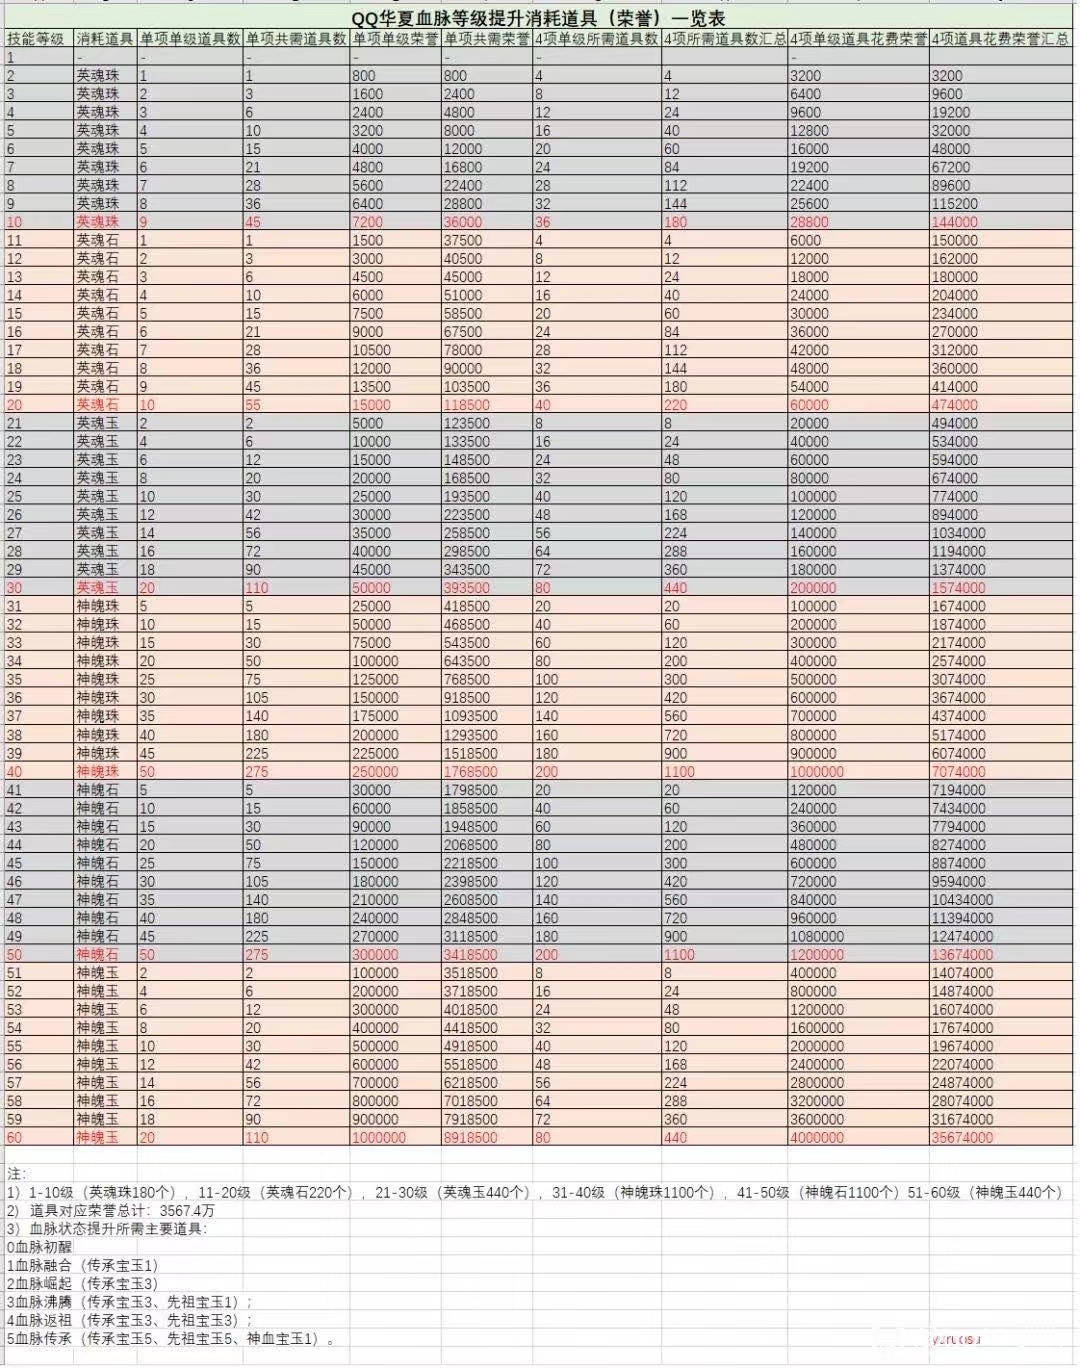 QQ华夏血脉等级提升消耗道具（荣誉）一览表
技能等级 消耗道具 单项单级道具数 单项共需道具数 单项单级荣誉 单项共需荣誉 4项单级所需道具数 4项所需道具数汇总 4项单级道具花费荣誉 4项道具花费荣誉汇总
1 - - - - - - -
2 英魂珠 1 1 800 800 4 4 3200 3200
3 英魂珠 2 3 1600 2400 8 12 6400 9600
4 英魂珠 3 6 2400 4800 12 24 9600 19200
5 英魂珠 4 10 3200 8000 16 40 12800 32000
6 英魂珠 5 15 4000 12000 20 60 16000 48000
7 英魂珠 6 21 4800 16800 24 84 19200 67200
8 英魂珠 7 28 5600 22400 28 112 22400 89600
9 英魂珠 8 36 6400 28800 32 144 25600 115200
10 英魂珠 9 45 7200 36000 36 180 28800 144000
11 英魂石 1 1 1500 37500 4 4 6000 150000
12 英魂石 2 3 3000 40500 8 12 12000 162000
13 英魂石 3 6 4500 45000 12 24 18000 180000
14 英魂石 4 10 6000 51000 16 40 24000 204000
15 英魂石 5 15 7500 58500 20 60 30000 234000
16 英魂石 6 21 9000 67500 24 84 36000 270000
17 英魂石 7 28 10500 78000 28 112 42000 312000
18 英魂石 8 36 12000 90000 32 144 48000 360000
19 英魂石 9 45 13500 103500 36 180 54000 414000
20 英魂石 10 55 15000 118500 40 220 60000 474000
21 英魂玉 2 2 5000 123500 8 8 20000 494000
22 英魂玉 4 6 10000 133500 16 24 40000 534000
23 英魂玉 6 12 15000 148500 24 48 60000 594000
24 英魂玉 8 20 20000 168500 32 80 80000 674000
25 英魂玉 10 30 25000 193500 40 120 100000 774000
26 英魂玉 12 42 30000 223500 48 168 120000 894000
27 英魂玉 14 56 35000 258500 56 224 140000 1034000
28 英魂玉 16 72 40000 298500 64 288 160000 1194000
29 英魂玉 18 90 45000 343500 72 360 180000 1374000
30 英魂玉 20 110 50000 393500 80 440 200000 1574000
31 神魄珠 5 5 25000 418500 20 20 100000 1674000
32 神魄珠 10 15 50000 468500 40 60 200000 1874000
33 神魄珠 15 30 75000 543500 60 120 300000 2174000
34 神魄珠 20 50 100000 643500 80 200 400000 2574000
35 神魄珠 25 75 125000 768500 100 300 500000 3074000
36 神魄珠 30 105 150000 918500 120 420 600000 3674000
37 神魄珠 35 140 175000 1093500 140 560 700000 4374000
38 神魄珠 40 180 200000 1293500 160 720 800000 5174000
39 神魄珠 45 225 225000 1518500 180 900 900000 6074000
40 神魄珠 50 275 250000 1768500 200 1100 1000000 7074000
41 神魄石 5 5 30000 1798500 20 20 120000 7194000
42 神魄石 10 15 60000 1858500 40 60 240000 7434000
43 神魄石 15 30 90000 1948500 60 120 360000 7794000
44 神魄石 20 50 120000 2068500 80 200 480000 8274000
45 神魄石 25 75 150000 2218500 100 300 600000 8874000
46 神魄石 30 105 180000 2398500 120 420 720000 9594000
47 神魄石 35 140 210000 2608500 140 560 840000 10434000
48 神魄石 40 180 240000 2848500 160 720 960000 11394000
49 神魄石 45 225 270000 3118500 180 900 1080000 12474000
50 神魄石 50 275 300000 3418500 200 1100 1200000 13674000
51 神魄玉 2 2 100000 3518500 8 8 400000 14074000
52 神魄玉 4 6 200000 3718500 16 24 800000 14874000
53 神魄玉 6 12 300000 4018500 24 48 1200000 16074000
54 神魄玉 8 20 400000 4418500 32 80 1600000 17674000
55 神魄玉 10 30 500000 4918500 40 120 2000000 19674000
56 神魄玉 12 42 600000 5518500 48 168 2400000 22074000
57 神魄玉 14 56 700000 6218500 56 224 2800000 24874000
58 神魄玉 16 72 800000 7018500 64 288 3200000 28074000
59 神魄玉 18 90 900000 7918500 72 360 3600000 31674000
60 神魄玉 20 110 1000000 8918500 80 440 4000000 35674000
注：
1）1-10级（英魂珠180个），11-20级（英魂石220个），21-30级（英魂玉440个），31-40级（神魄珠1100个），41-50级（神魄石1100个）51-60级（神魄玉440个）
2）道具对应荣誉总计：3567.4万
3）血脉状态提升所需主要道具：
0血脉初醒
1血脉融合（传承宝玉1）
2血脉崛起（传承宝玉3）
3血脉沸腾（传承宝玉3、先祖宝玉1）；
4血脉返祖（传承宝玉3、先祖宝玉3）；
5血脉传承（传承宝玉5、先祖宝玉5、神血宝玉1）。